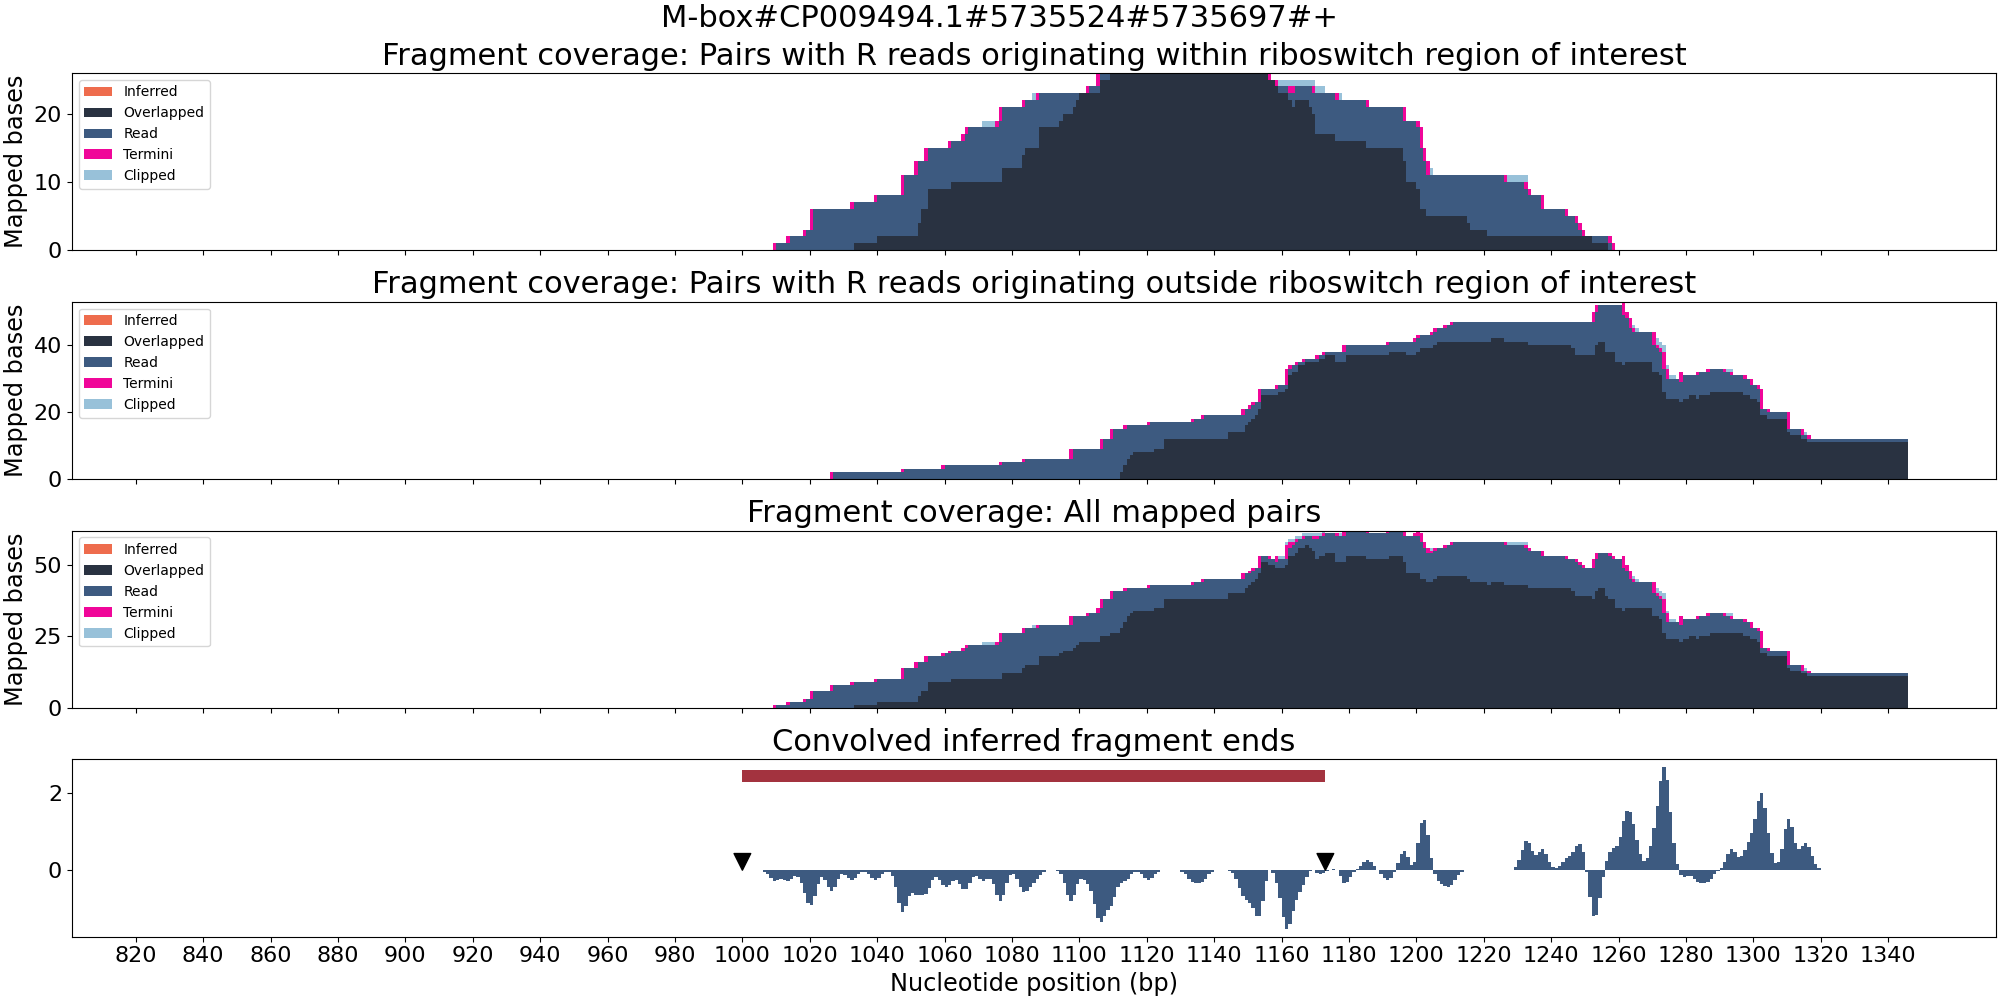 M-box#CP009494.1#5735524#5735697#+
Fragment coverage: Pairs with R reads originating within riboswitch region of interest
Mapped bases
20
10
0
Inferred
Overlapped
Read
Termini
Clipped
Fragment coverage: Pairs with R reads originating outside riboswitch region of interest
Mapped bases
40
20
0
Inferred
Overlapped
Read
Termini
Clipped
Fragment coverage: All mapped pairs
Mapped bases
50
25
0
Inferred
Overlapped
Read
Termini
Clipped
Convolved inferred fragment ends
2
0
820 840 860 880 900 920 940 960 980 1000 1020 1040 1060 1080 1100 1120 1140 1160 1180 1200 1220 1240 1260 1280 1300 1320 1340
Nucleotide position (bp)